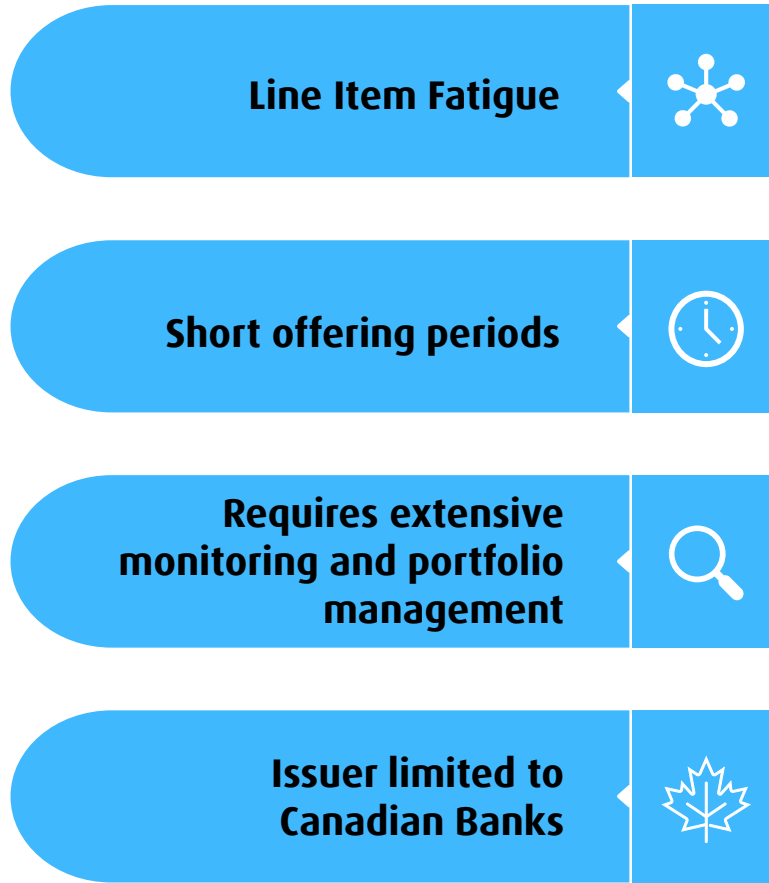 Line Item Fatigue
Short offering periods
Requires extensive
monitoring and portfolio
management
Issuer limited to
Canadian Banks